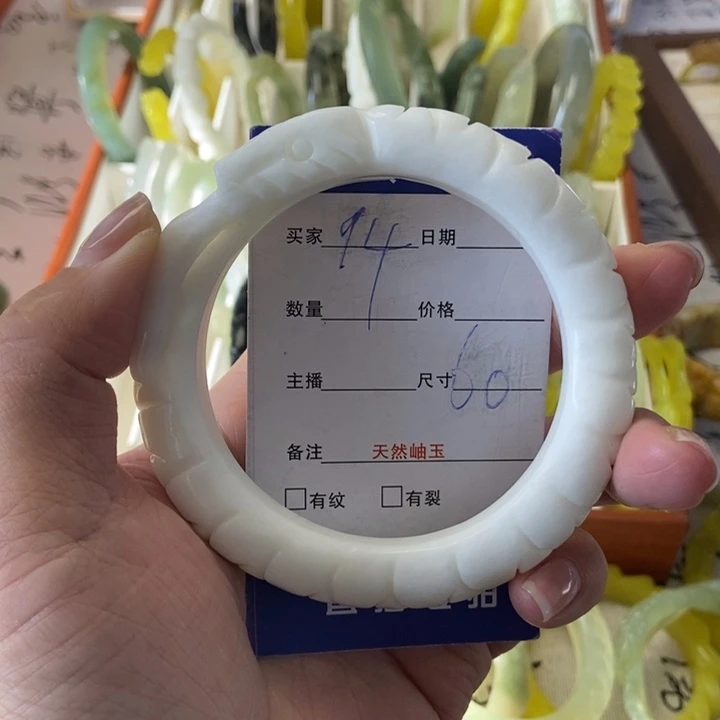 买家 94 日期
数量 价格
主播 尺寸 60
备注 天然岫玉
□有纹 □有裂